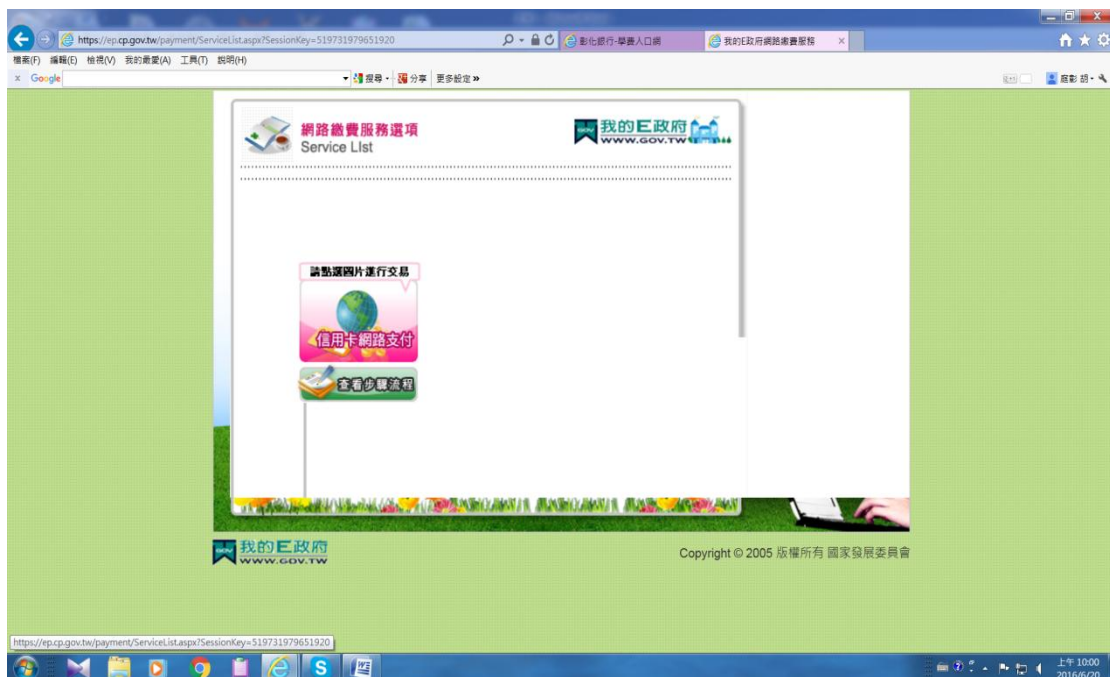 https://ep.cp.gov.tw/payment/ServiceList.aspx?SessionKey=519731979651920
彰化銀行-學費入口網
我的E政府網路繳費服務
檔案(F) 編輯(E) 檢視(V) 我的最愛(A) 工具(T) 說明(H)
x Google 搜尋 分享 更多設定 »
庭彰 胡
網路繳費服務選項
Service LIst
我的E政府
WWW.GOV.TW
請點選圖片進行交易
信用卡網路支付
查看步驟流程
我的E政府
WWW.GOV.TW
Copyright © 2005 版權所有 國家發展委員會
https://ep.cp.gov.tw/payment/ServiceList.aspx?SessionKey=519731979651920
上午 10:00
2016/6/20